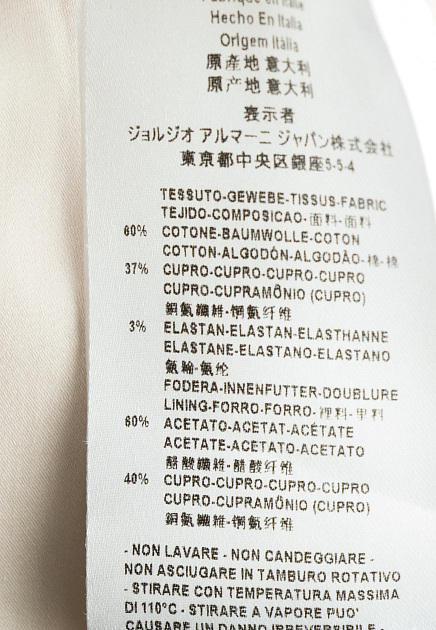 Fabriqué en Italie
Hecho En Italia
Origem Itália
原產地 意大利
原产地 意大利
表示者
ジョルジオ アルマーニ ジャパン株式会社
東京都中央区銀座5-5-4
TESSUTO-GEWEBE-TISSUS-FABRIC
TEJIDO-COMPOSICAO-面料-面料
60% COTONE-BAUMWOLLE-COTON
COTTON-ALGODÓN-ALGODÃO-棉-棉
37% CUPRO-CUPRO-CUPRO-CUPRO
CUPRO-CUPRAMÔNIO (CUPRO)
銅氨纖維-铜氨纤维
3% ELASTAN-ELASTAN-ELASTHANNE
ELASTANE-ELASTANO-ELASTANO
氨綸-氨纶
FODERA-INNENFUTTER-DOUBLURE
LINING-FORRO-FORRO-裡料-里料
60% ACETATO-ACETAT-ACÉTATE
ACETATE-ACETATO-ACETATO
醋酸纖維-醋酸纤维
40% CUPRO-CUPRO-CUPRO-CUPRO
CUPRO-CUPRAMÔNIO (CUPRO)
銅氨纖維-铜氨纤维
- NON LAVARE - NON CANDEGGIARE -
NON ASCIUGARE IN TAMBURO ROTATIVO
- STIRARE CON TEMPERATURA MASSIMA
DI 110°C - STIRARE A VAPORE PUO'
CAUSARE UN DANNO IRREVERSIBILE -